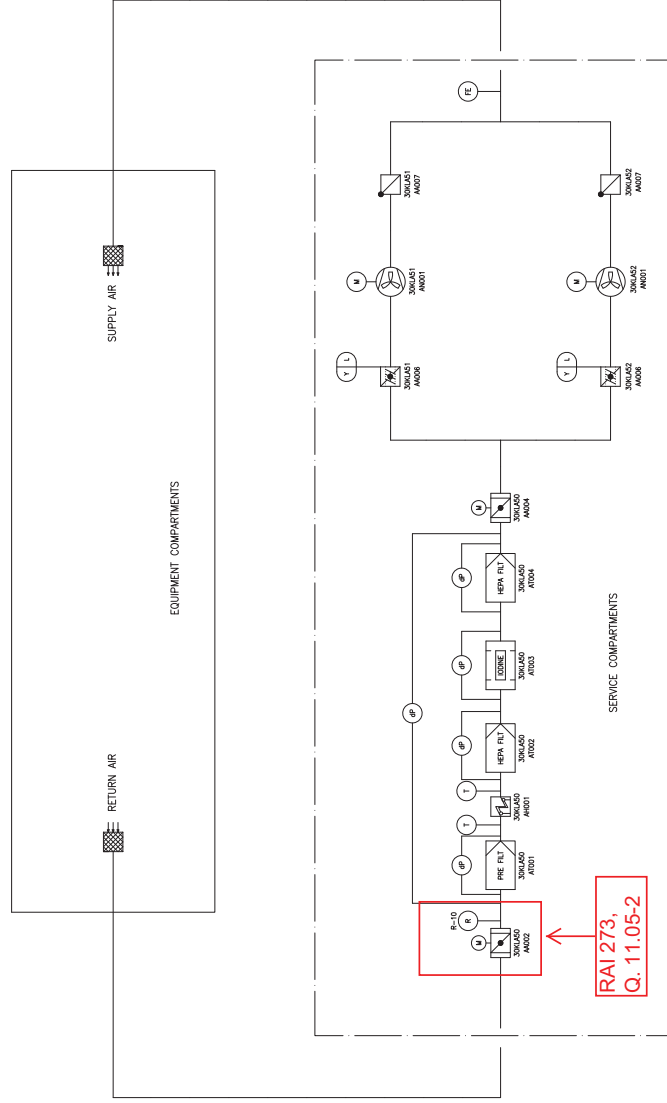 SUPPLY AIR
RETURN AIR
EQUIPMENT COMPARTMENTS
SERVICE COMPARTMENTS
FE
30KLA51
AA007
30KLA52
AA007
M
30KLA51
AN001
M
30KLA52
AN001
Y L
30KLA51
AA006
Y L
30KLA52
AA006
M
30KLA50
AA004
dP
dP
HEPA FILT
30KLA50
AT004
dP
IODINE
30KLA50
AT003
dP
HEPA FILT
30KLA50
AT002
T
30KLA50
AH001
T
dP
PRE FILT
30KLA50
AT001
R-10
R
M
30KLA50
AA002
RAI 273,
Q. 11.05-2